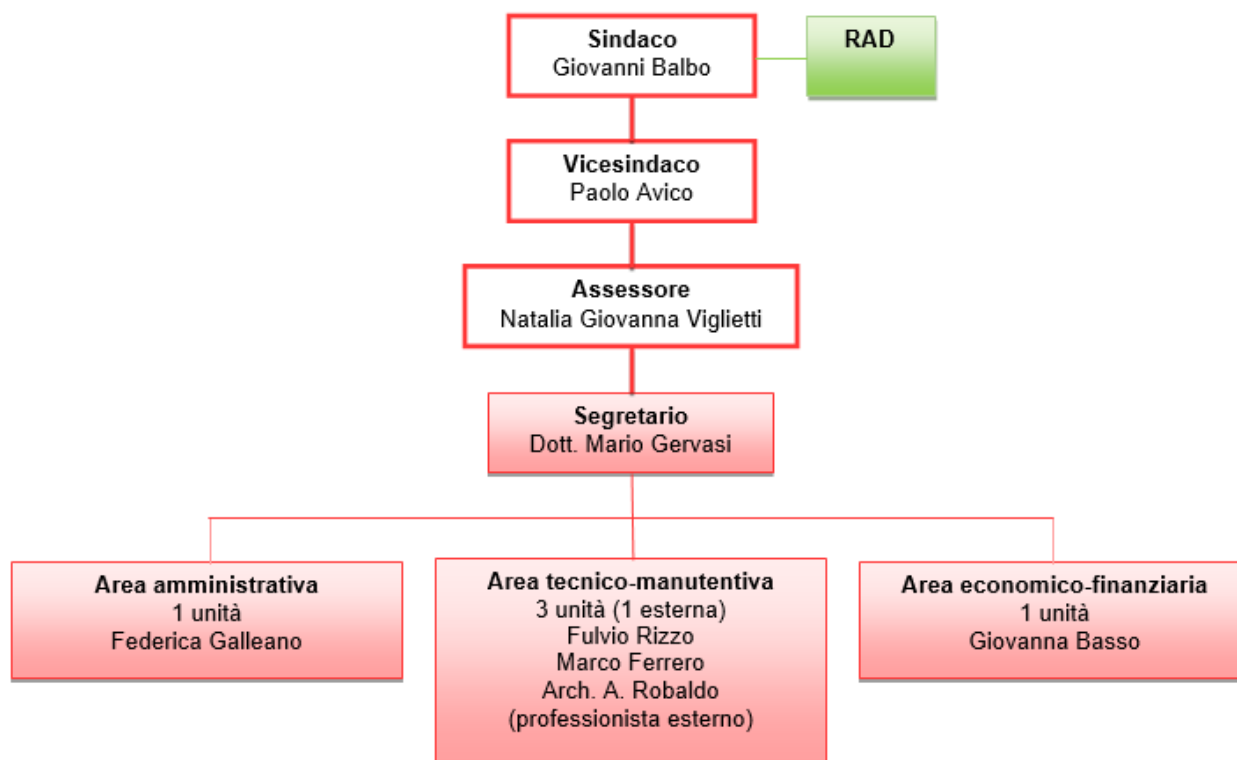 Sindaco
Giovanni Balbo
RAD
Vicesindaco
Paolo Avico
Assessore
Natalia Giovanna Viglietti
Segretario
Dott. Mario Gervasi
Area amministrativa
1 unità
Federica Galleano
Area tecnico-manutentiva
3 unità (1 esterna)
Fulvio Rizzo
Marco Ferrero
Arch. A. Robaldo
(professionista esterno)
Area economico-finanziaria
1 unità
Giovanna Basso